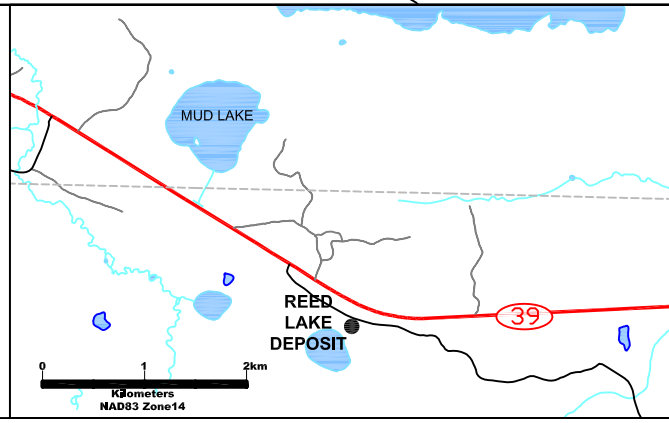 MUD LAKE
39
REED
LAKE
DEPOSIT
0 1 2km
Kilometers
NAD83 Zone14